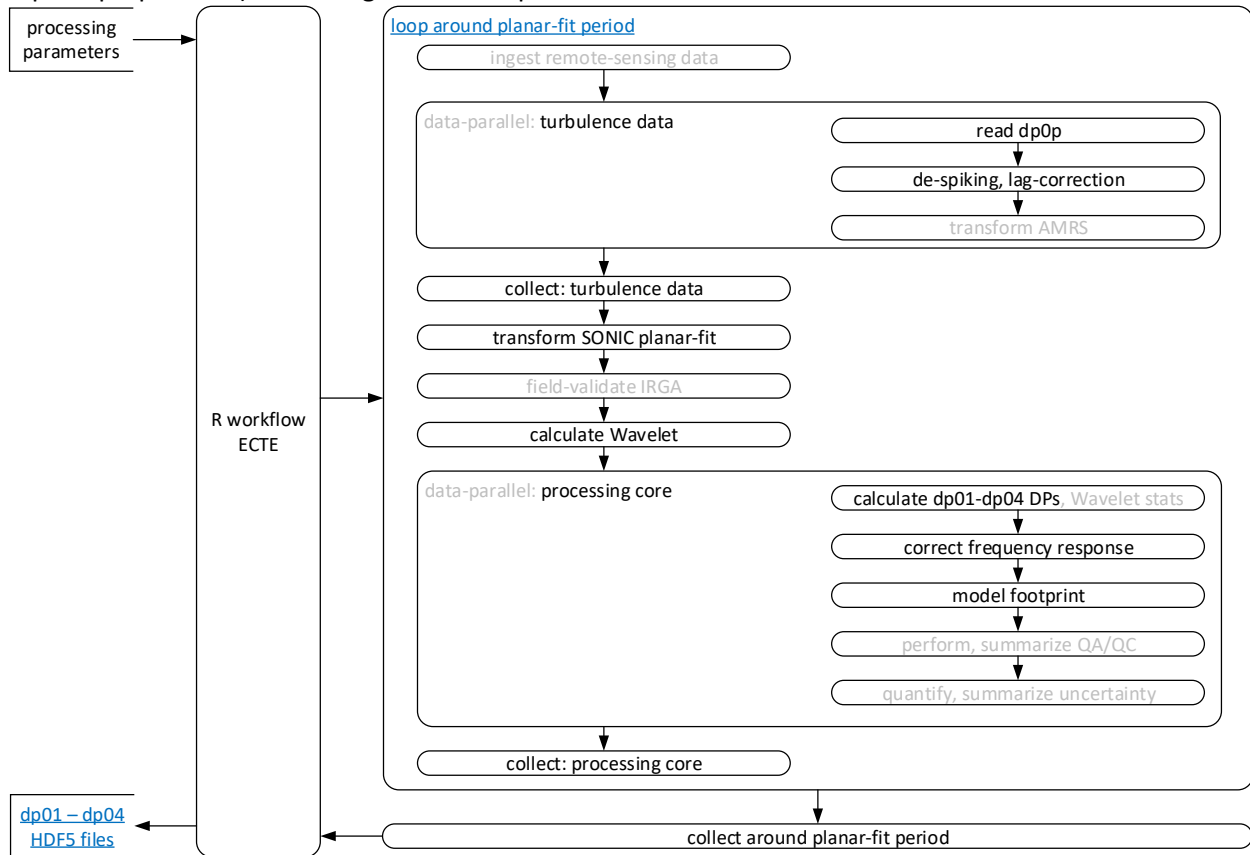 processing
parameters
loop around planar-fit period
ingest remote-sensing data
data-parallel: turbulence data
read dp0p
de-spiking, lag-correction
transform AMRS
collect: turbulence data
transform SONIC planar-fit
field-validate IRGA
R workflow
ECTE
calculate Wavelet
data-parallel: processing core
calculate dp01-dp04 DPs, Wavelet stats
correct frequency response
model footprint
perform, summarize QA/QC
quantify, summarize uncertainty
collect: processing core
dp01 – dp04
HDF5 files
collect around planar-fit period